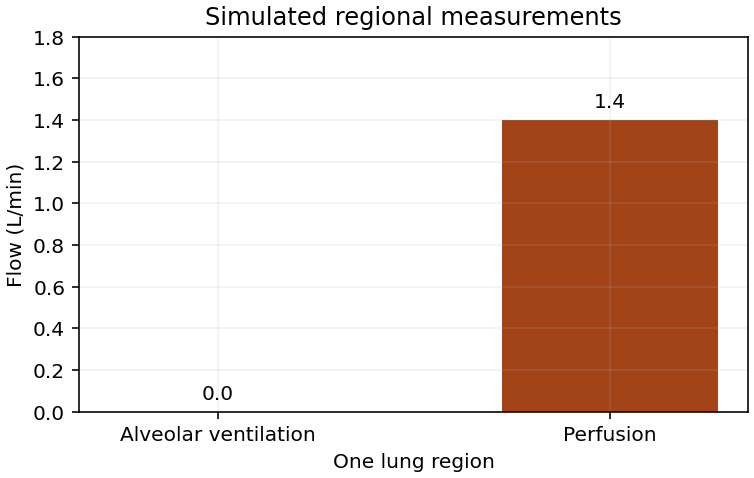 Simulated regional measurements
Flow (L/min)
1.8
1.6
1.4
1.2
1.0
0.8
0.6
0.4
0.2
0.0
0.0
1.4
Alveolar ventilation
Perfusion
One lung region